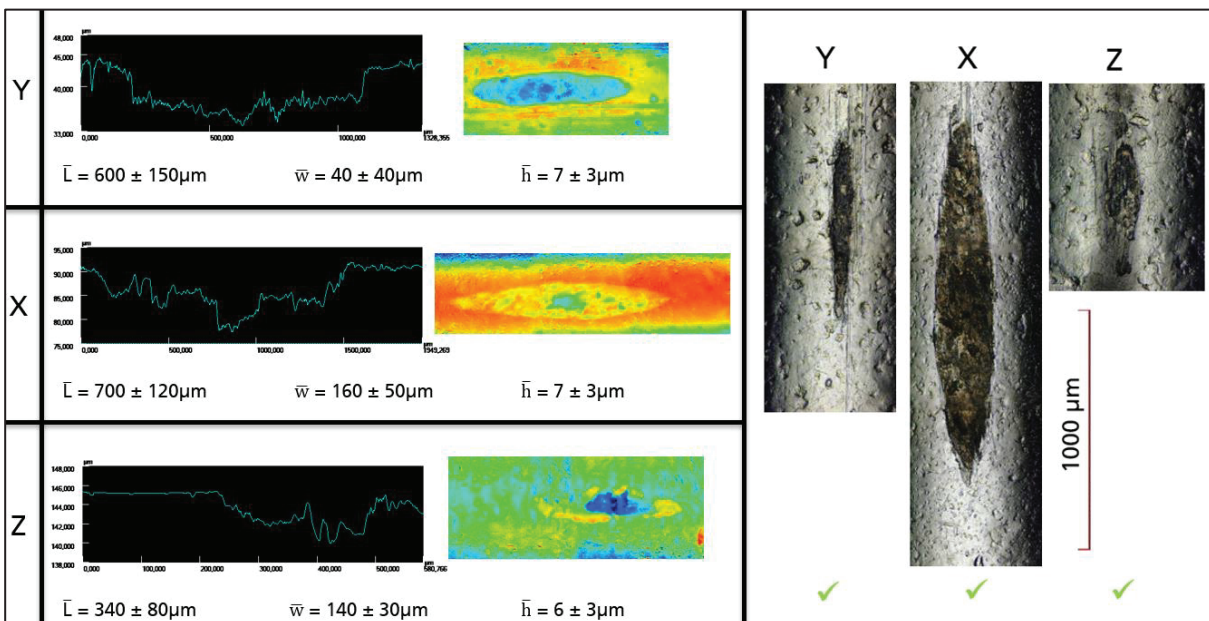 Y
µm
48,000
45,000
40,000
33,000
0,000 500,000 1000,000 1328,355
µm
L̄ = 600 ± 150µm w̄ = 40 ± 40µm h̄ = 7 ± 3µm
X
µm
95,000
90,000
85,000
80,000
75,000
0,000 500,000 1000,000 1500,000 1949,269
µm
L̄ = 700 ± 120µm w̄ = 160 ± 50µm h̄ = 7 ± 3µm
Z
µm
148,000
146,000
144,000
142,000
140,000
138,000
0,000 100,000 200,000 300,000 400,000 500,000 580,766
µm
L̄ = 340 ± 80µm w̄ = 140 ± 30µm h̄ = 6 ± 3µm
Y X Z
1000 µm